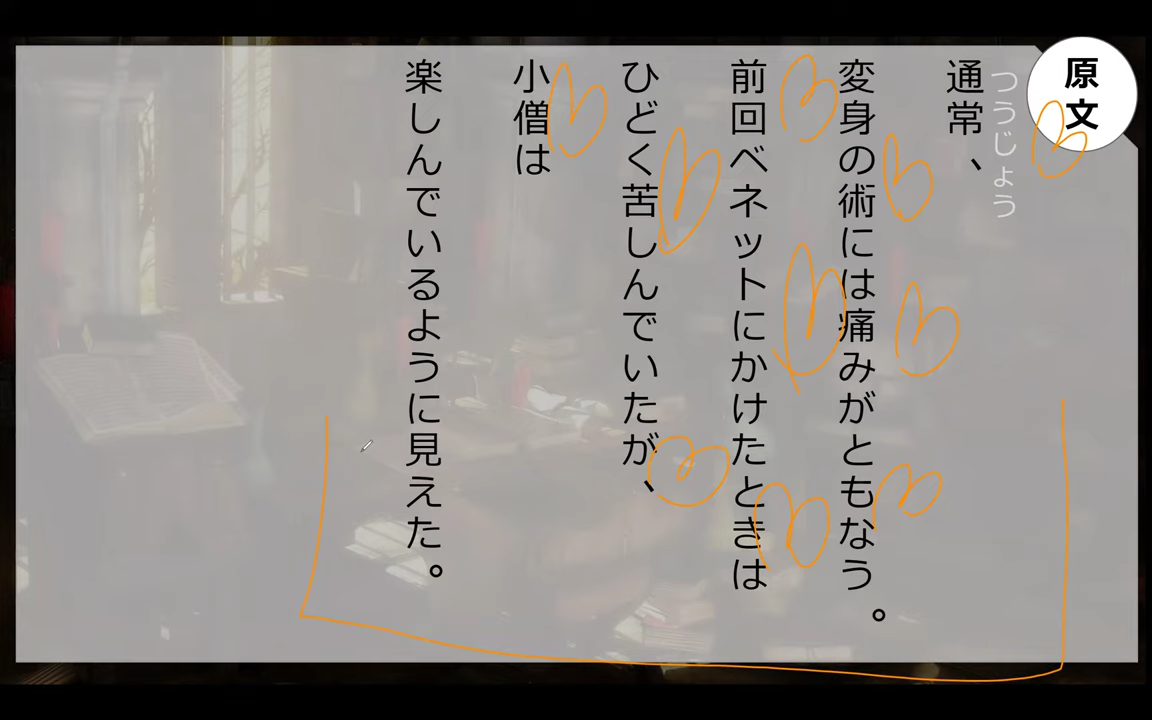 原文
つうじょう
通常、
変身の術には痛みがともなう。
前回ベネットにかけたときは
ひどく苦しんでいたが、
小僧は
楽しんでいるように見えた。